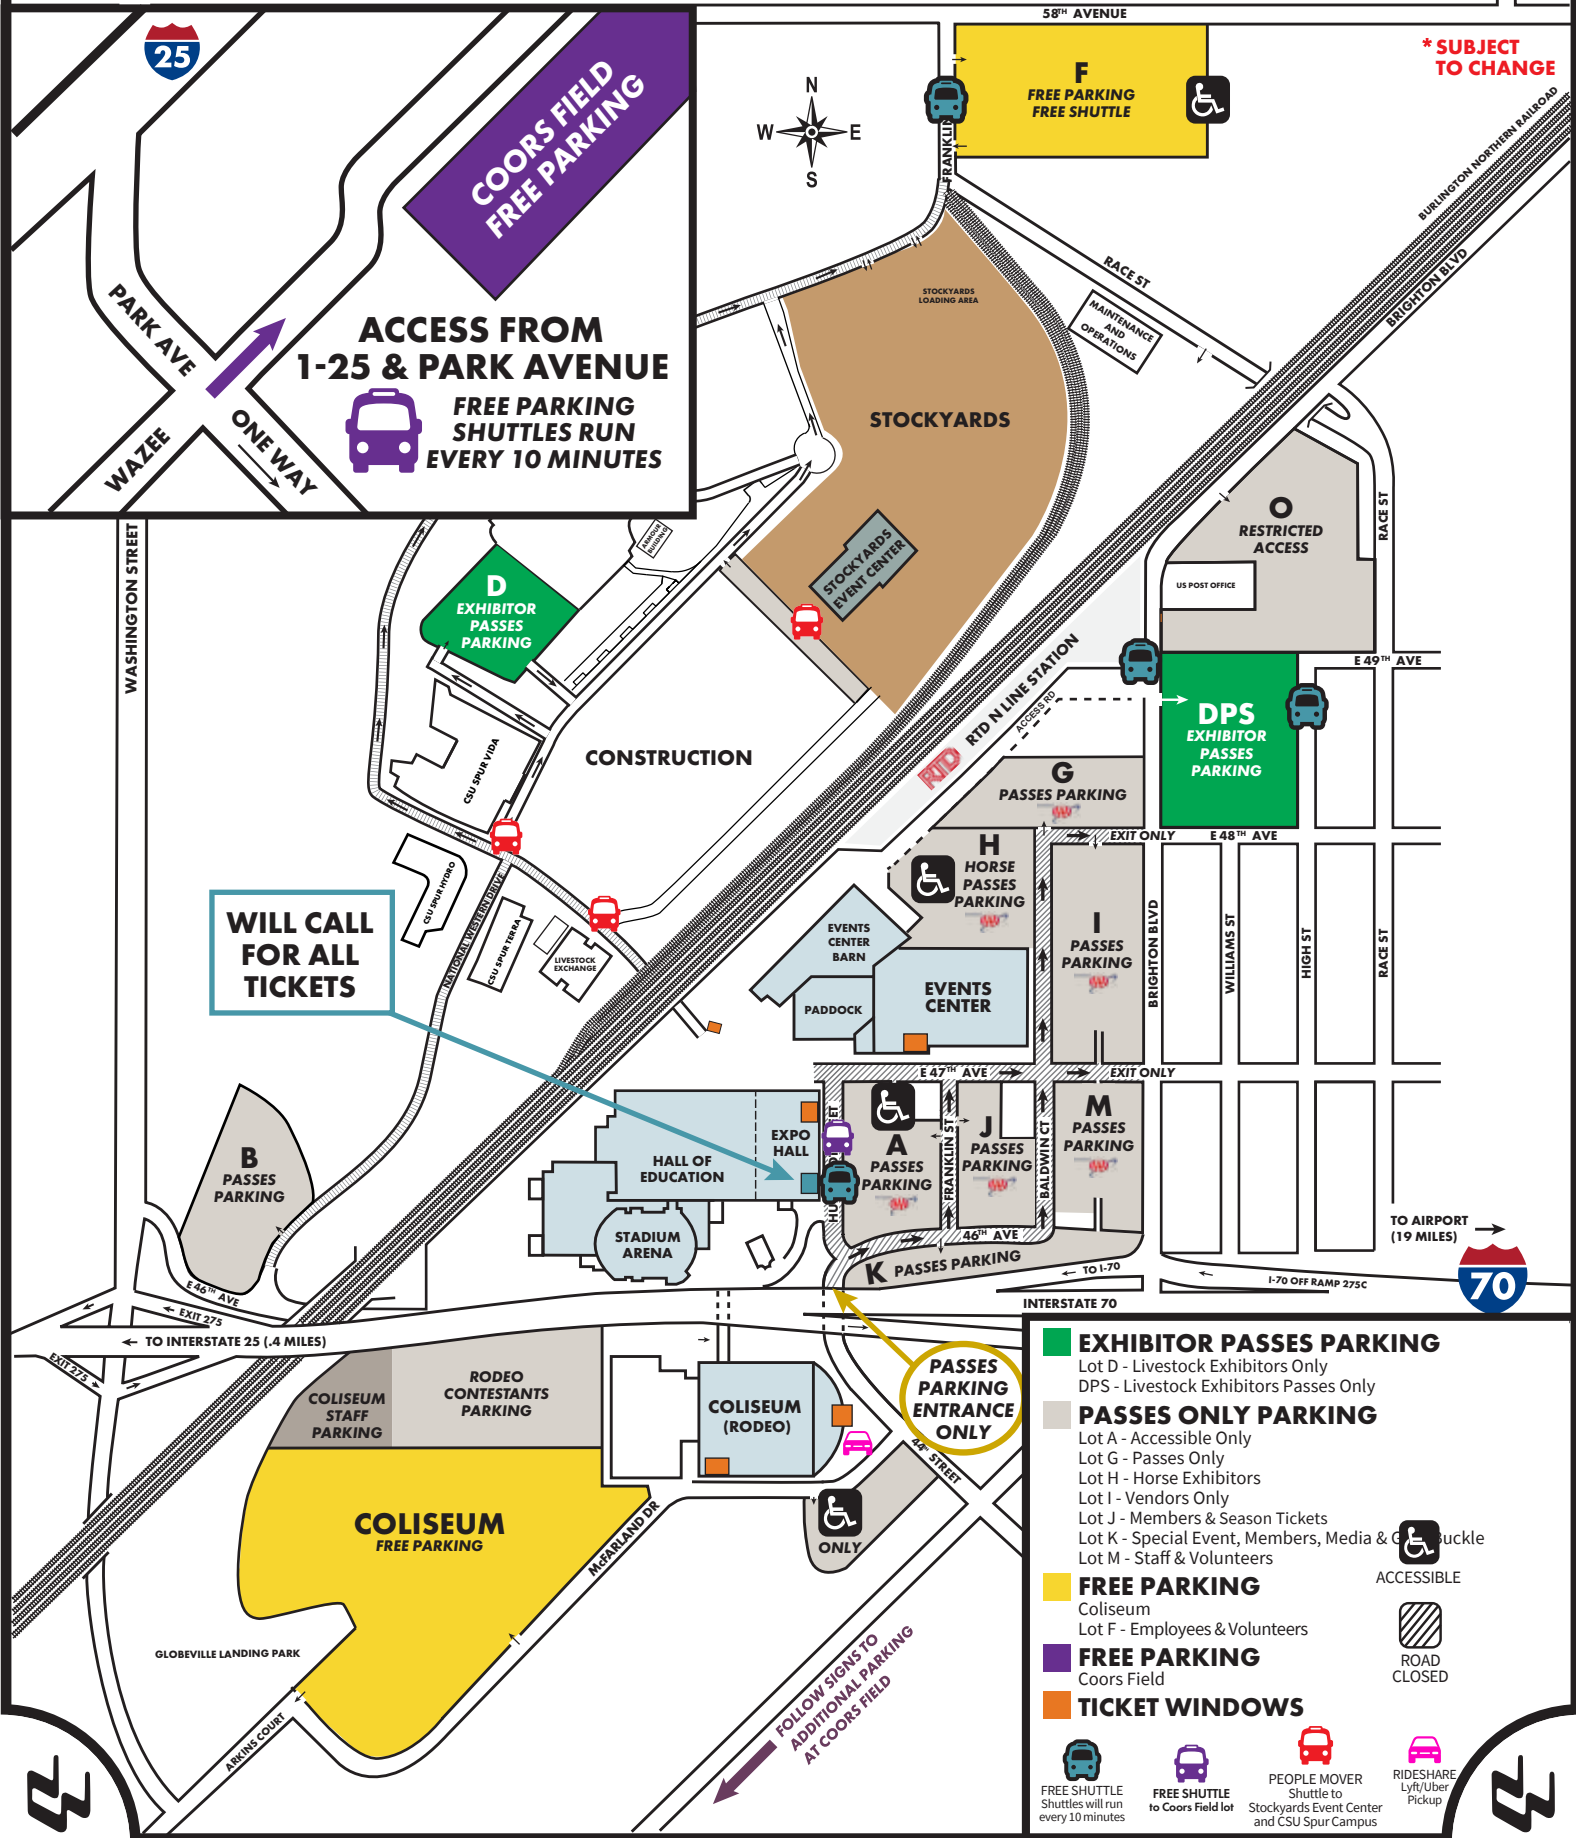 58TH AVENUE
25
COORS FIELD
FREE PARKING
* SUBJECT
TO CHANGE
N
W
E
S
F
FREE PARKING
FREE SHUTTLE
FRANKLIN
BURLINGTON NORTHERN RAILROAD
BRIGHTON BLVD
RACE ST
PARK AVE
WAZEE
ONE WAY
ACCESS FROM
1-25 & PARK AVENUE
FREE PARKING
SHUTTLES RUN
EVERY 10 MINUTES
STOCKYARDS
LOADING AREA
MAINTENANCE
AND
OPERATIONS
STOCKYARDS
STOCKYARDS
EVENT CENTER
O
RESTRICTED
ACCESS
US POST OFFICE
RACE ST
WASHINGTON STREET
ARMOUR
BUILDING
D
EXHIBITOR
PASSES
PARKING
E 49TH AVE
RTD N LINE STATION
RTD
ACCESS RD
DPS
EXHIBITOR
PASSES
PARKING
CSU SPUR VIDA
CONSTRUCTION
G
PASSES PARKING
EXIT ONLY
E 48TH AVE
H
HORSE
PASSES
PARKING
CSU SPUR HYDRO
NATIONAL WESTERN DRIVE
CSU SPUR TERRA
LIVESTOCK
EXCHANGE
WILL CALL
FOR ALL
TICKETS
EVENTS
CENTER
BARN
PADDOCK
EVENTS
CENTER
I
PASSES
PARKING
BRIGHTON BLVD
WILLIAMS ST
HIGH ST
RACE ST
E 47TH AVE
EXIT ONLY
B
PASSES
PARKING
EXPO
HALL
HALL OF
EDUCATION
STADIUM
ARENA
A
PASSES
PARKING
FRANKLIN ST
J
PASSES
PARKING
BALDWIN CT
M
PASSES
PARKING
46TH AVE
K PASSES PARKING
TO AIRPORT
(19 MILES)
70
TO I-70
I-70 OFF RAMP 275C
INTERSTATE 70
E 46TH AVE
EXIT 275
TO INTERSTATE 25 (.4 MILES)
EXIT 275
COLISEUM
STAFF
PARKING
RODEO
CONTESTANTS
PARKING
COLISEUM
(RODEO)
PASSES
PARKING
ENTRANCE
ONLY
44TH STREET
ONLY
COLISEUM
FREE PARKING
McFARLAND DR
GLOBEVILLE LANDING PARK
ARKINS COURT
FOLLOW SIGNS TO
ADDITIONAL PARKING
AT COORS FIELD
EXHIBITOR PASSES PARKING
Lot D - Livestock Exhibitors Only
DPS - Livestock Exhibitors Passes Only
PASSES ONLY PARKING
Lot A - Accessible Only
Lot G - Passes Only
Lot H - Horse Exhibitors
Lot I - Vendors Only
Lot J - Members & Season Tickets
Lot K - Special Event, Members, Media &
Lot M - Staff & Volunteers
ACCESSIBLE
FREE PARKING
Coliseum
Lot F - Employees & Volunteers
ROAD
CLOSED
FREE PARKING
Coors Field
TICKET WINDOWS
FREE SHUTTLE
Shuttles will run
every 10 minutes
FREE SHUTTLE
to Coors Field lot
PEOPLE MOVER
Shuttle to
Stockyards Event Center
and CSU Spur Campus
RIDESHARE
Lyft/Uber
Pickup